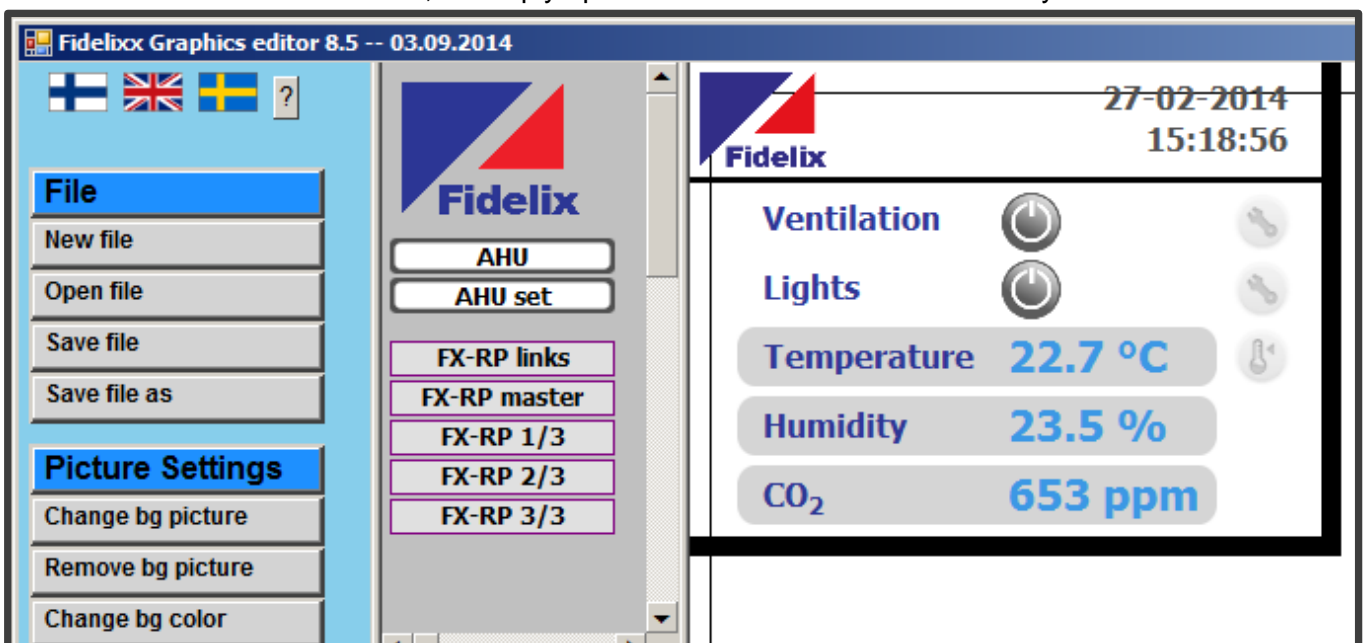 Fidelixx Graphics editor 8.5 -- 03.09.2014
?
File
New file
Open file
Save file
Save file as
Picture Settings
Change bg picture
Remove bg picture
Change bg color
Fidelix
AHU
AHU set
FX-RP links
FX-RP master
FX-RP 1/3
FX-RP 2/3
FX-RP 3/3
Fidelix
27-02-2014
15:18:56
Ventilation
Lights
Temperature 22.7 °C
Humidity 23.5 %
CO₂ 653 ppm